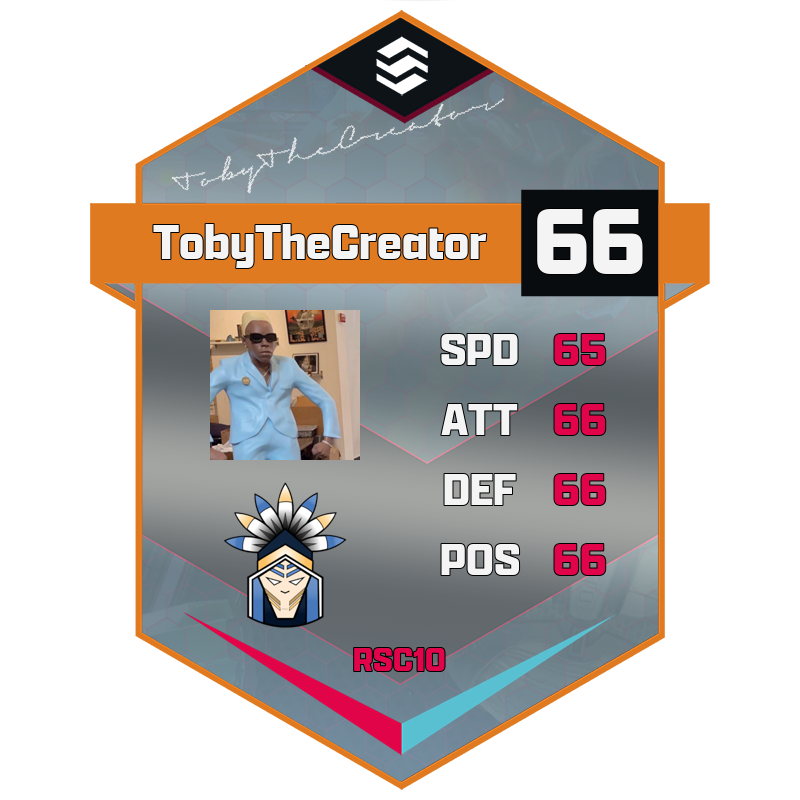 TobyTheCreator
TobyTheCreator 66
SPD 65
ATT 66
DEF 66
POS 66
RSC10